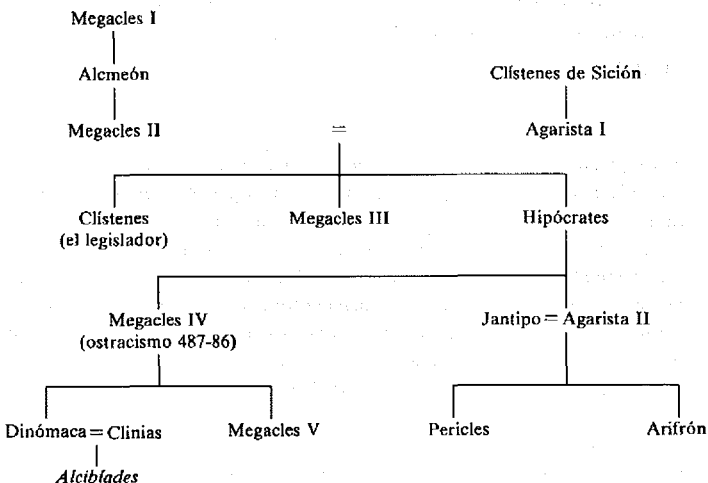 Megacles I
Alcmeón
Clístenes de Sición
Megacles II
=
Agarista I
Clístenes
(el legislador)
Megacles III
Hipócrates
Megacles IV
(ostracismo 487-86)
Jantipo = Agarista II
Dinómaca = Clinias
Megacles V
Pericles
Arifrón
Alcibíades